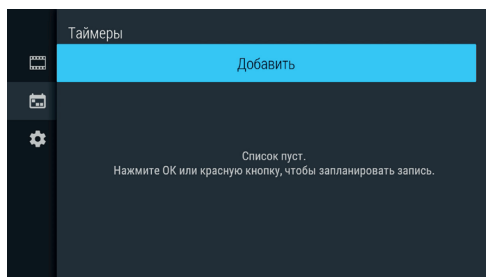 Таймеры
Добавить
Список пуст.
Нажмите ОК или красную кнопку, чтобы запланировать запись.